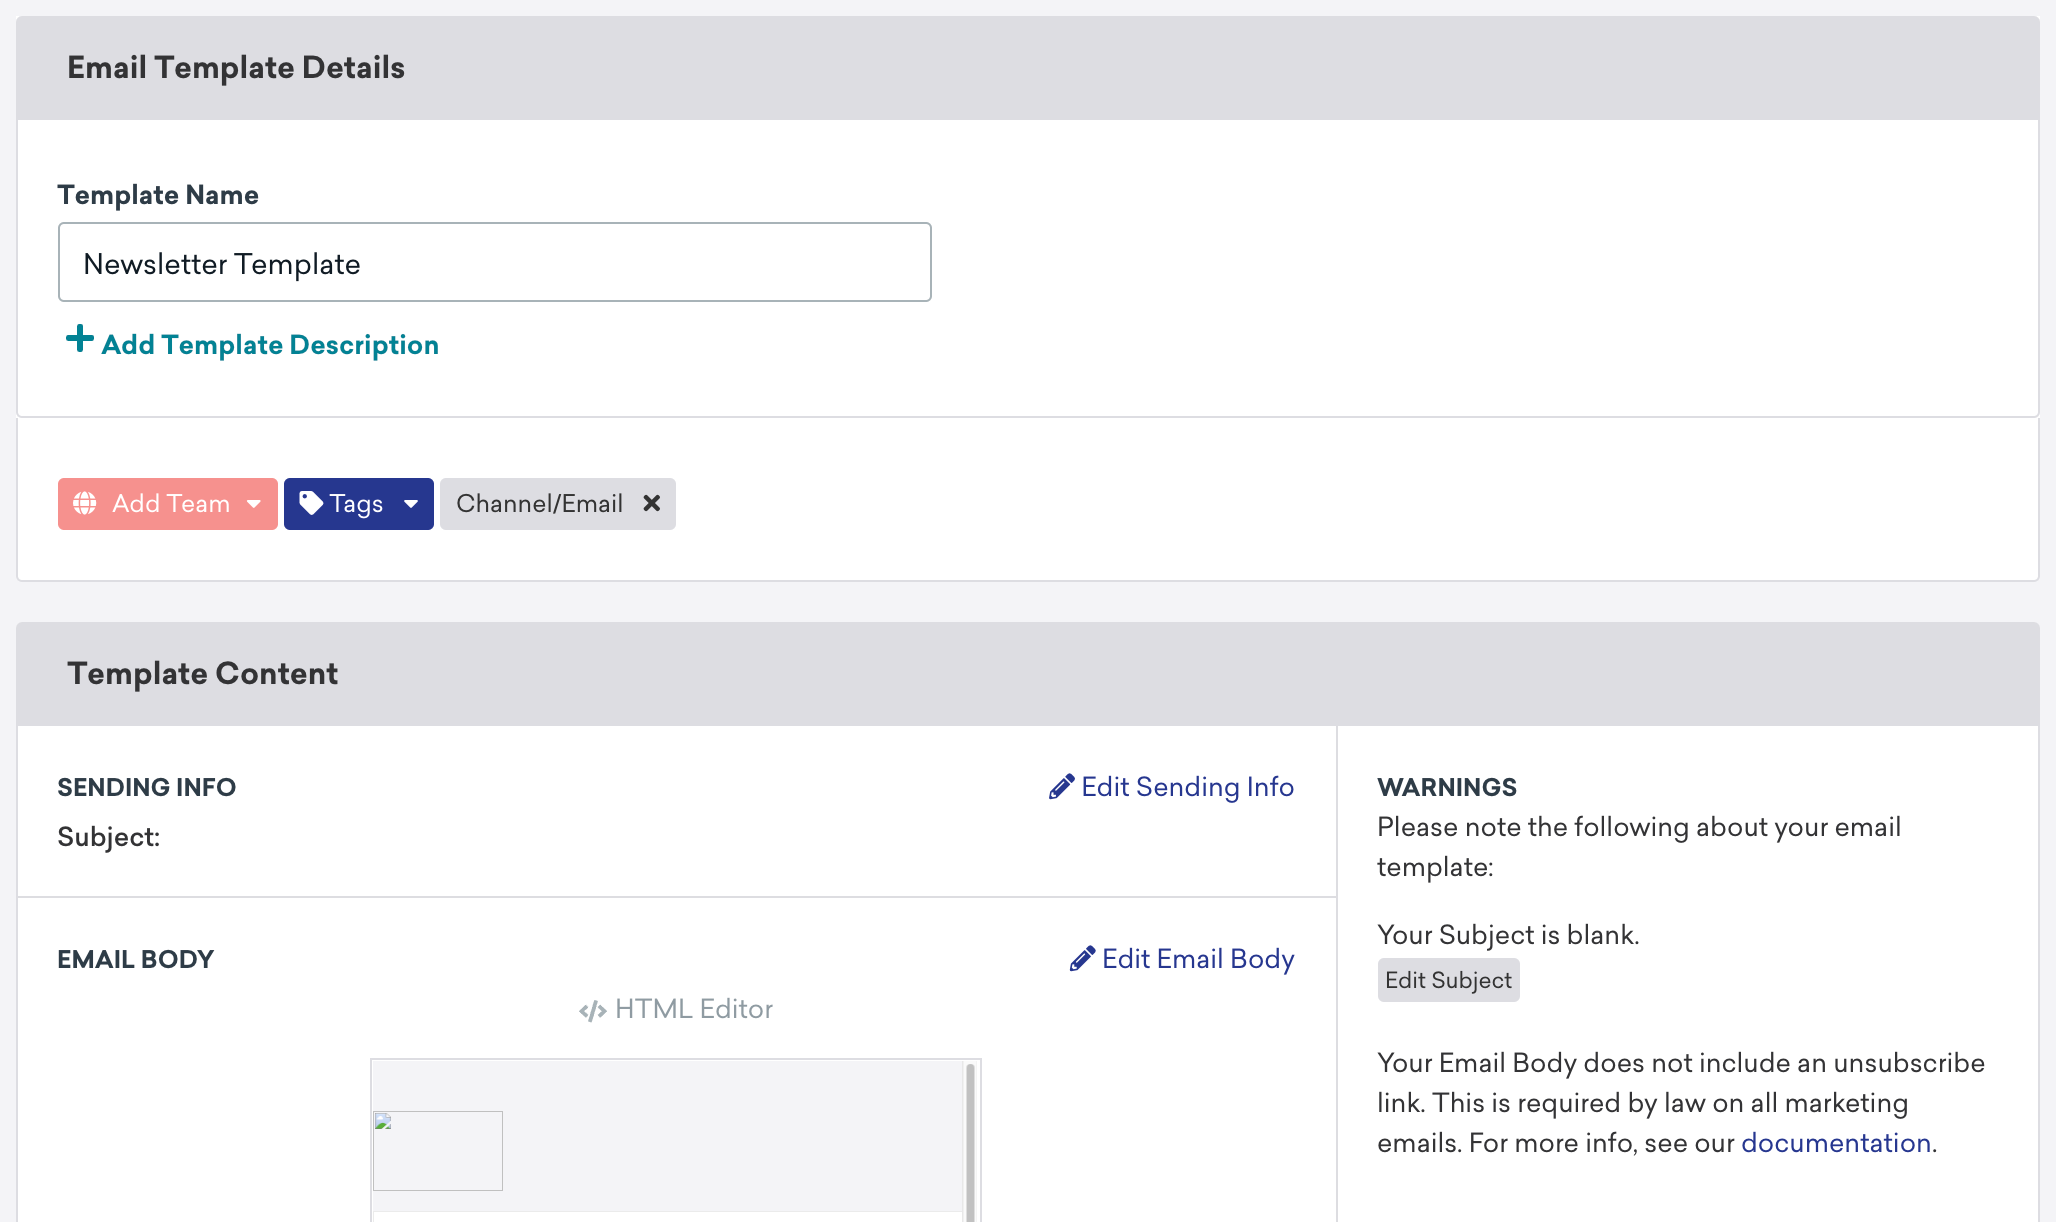 Email Template Details
Template Name
Newsletter Template
Add Template Description
Add Team
Tags
Channel/Email
Template Content
SENDING INFO
Edit Sending Info
Subject:
EMAIL BODY
Edit Email Body
HTML Editor
WARNINGS
Please note the following about your email
template:
Your Subject is blank.
Edit Subject
Your Email Body does not include an unsubscribe
link. This is required by law on all marketing
emails. For more info, see our documentation.